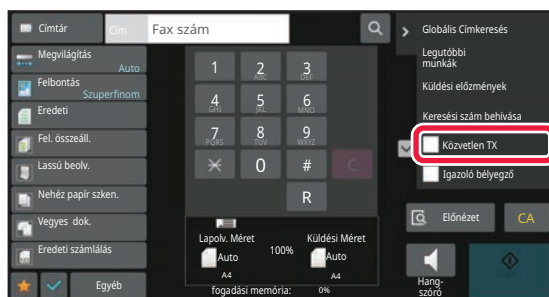 Címtár
Cím
Fax szám
Globális Címkeresés
Megvilágítás
Auto
Legutóbbi
munkák
Felbontás
Szuperfinom
Küldési előzmények
Eredeti
Keresési szám behívása
Fel. összeáll.
Közvetlen TX
Lassú beolv.
Igazoló bélyegző
Nehéz papír szken.
Vegyes dok.
Eredeti számlálás
Egyéb
1
2
ABC
3
DEF
4
GHI
5
JKL
6
MNO
7
PQRS
8
TUV
9
WXYZ
0
#
C
R
Lapolv. Méret
Auto
A4
100%
Küldési Méret
Auto
A4
fogadási memória:
0%
Előnézet
CA
Hang-
szóró